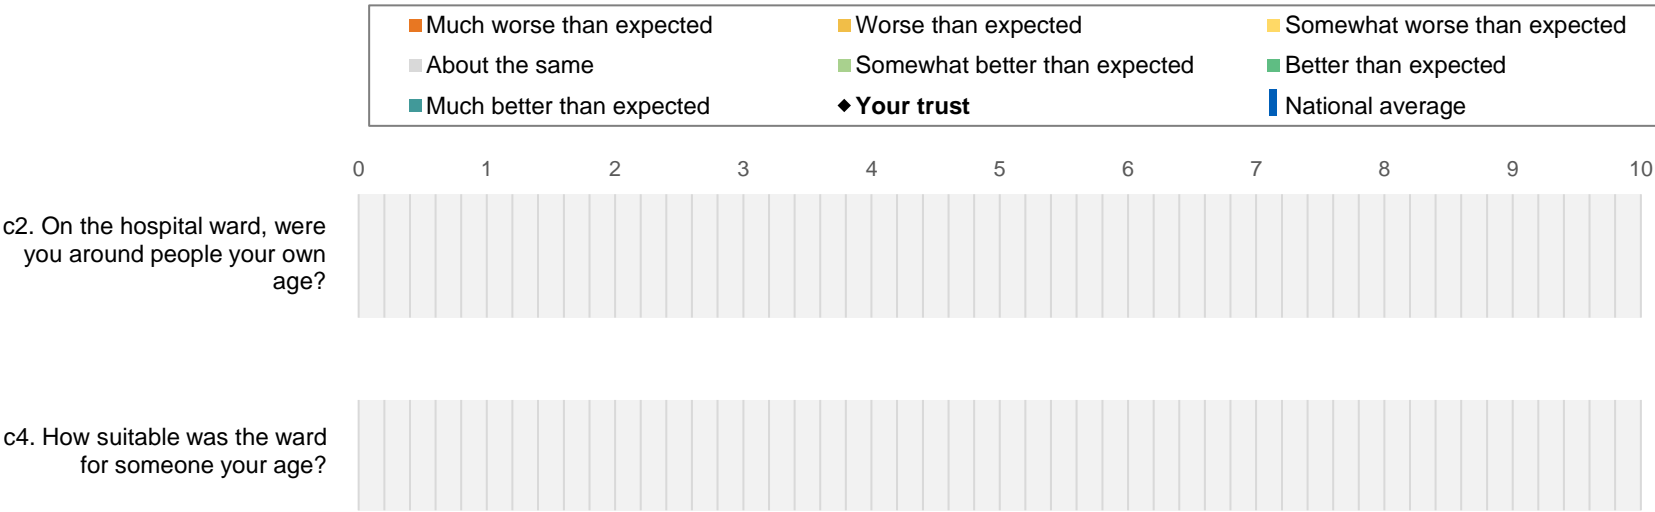 Much worse than expected Worse than expected Somewhat worse than expected
About the same Somewhat better than expected Better than expected
Much better than expected Your trust National average
0 1 2 3 4 5 6 7 8 9 10
c2. On the hospital ward, were
you around people your own
age?
c4. How suitable was the ward
for someone your age?